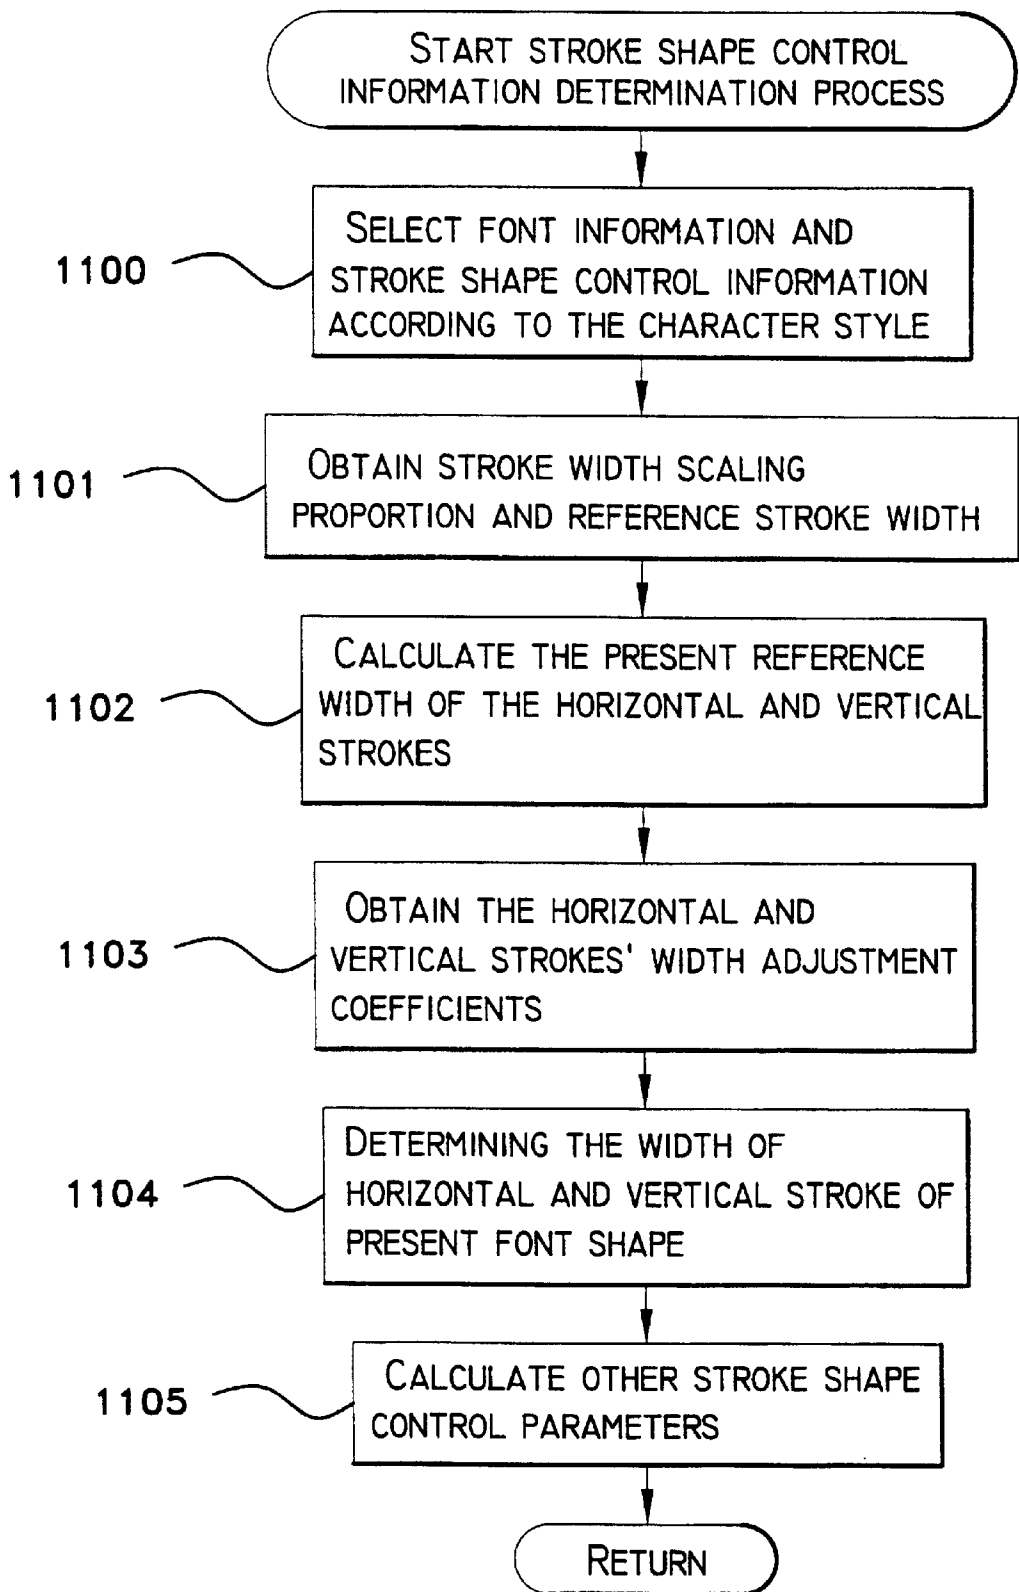 START STROKE SHAPE CONTROL
INFORMATION DETERMINATION PROCESS
SELECT FONT INFORMATION AND
1100
STROKE SHAPE CONTROL INFORMATION
ACCORDING TO THE CHARACTER STYLE
OBTAIN STROKE WIDTH SCALING
1101
PROPORTION AND REFERENCE STROKE WIDTH
CALCULATE THE PRESENT REFERENCE
1102
WIDTH OF THE HORIZONTAL AND VERTICAL
STROKES
OBTAIN THE HORIZONTAL AND
1103
VERTICAL STROKES' WIDTH ADJUSTMENT
COEFFICIENTS
DETERMINING THE WIDTH OF
1104
HORIZONTAL AND VERTICAL STROKE OF
PRESENT FONT SHAPE
CALCULATE OTHER STROKE SHAPE
1105
CONTROL PARAMETERS
RETURN